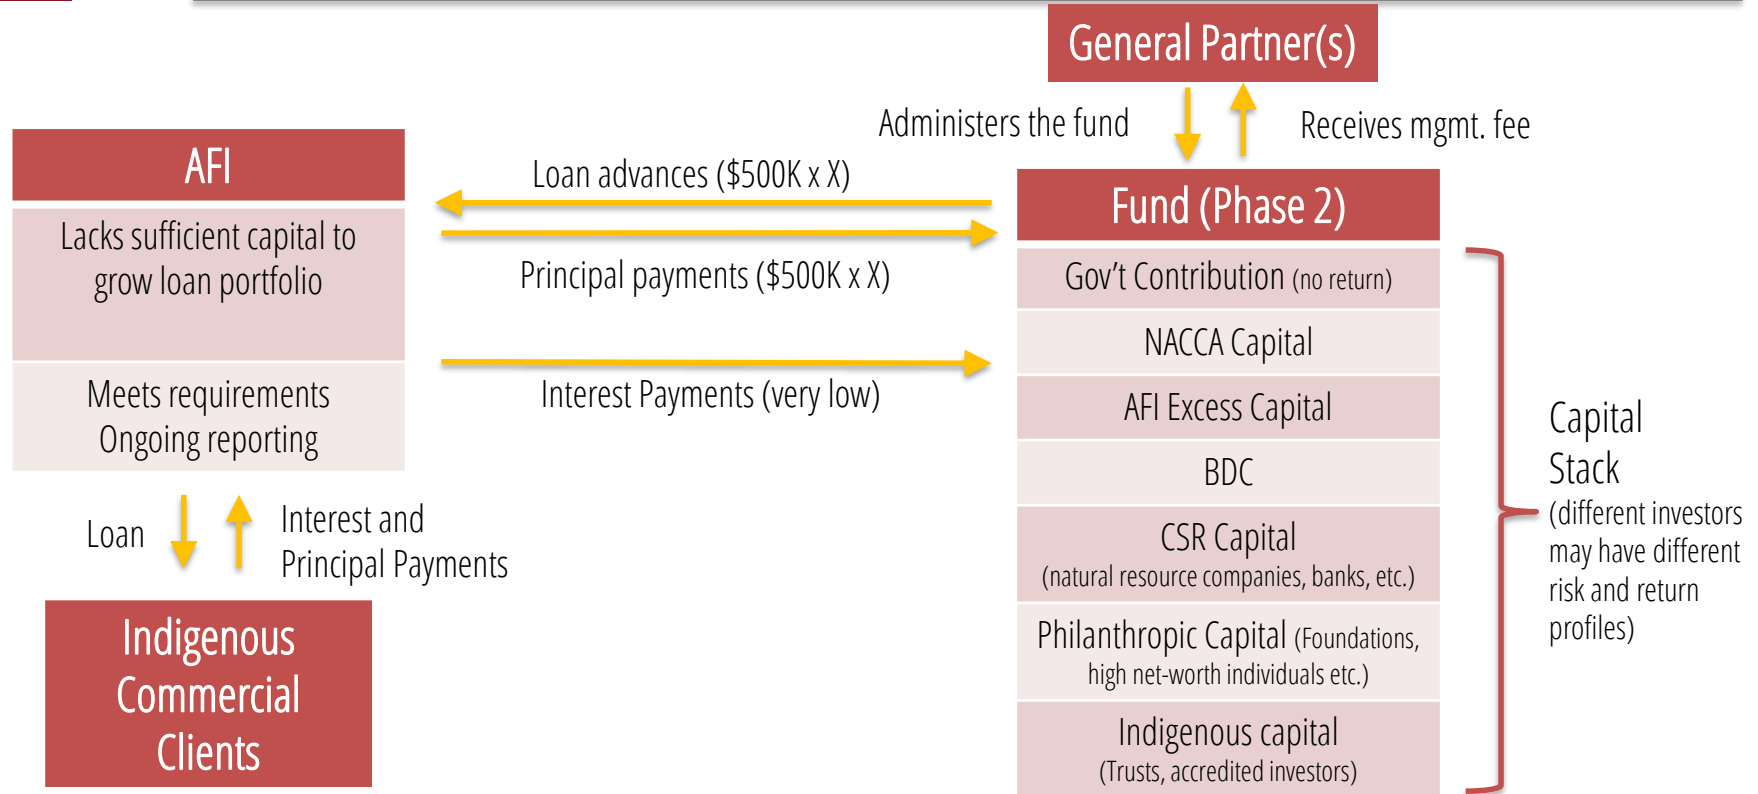 General Partner(s)
Administers the fund
Receives mgmt. fee
AFI
Lacks sufficient capital to
grow loan portfolio
Meets requirements
Ongoing reporting
Loan advances ($500K x X)
Principal payments ($500K x X)
Interest Payments (very low)
Loan
Interest and
Principal Payments
Indigenous
Commercial
Clients
Fund (Phase 2)
Gov’t Contribution (no return)
NACCA Capital
AFI Excess Capital
BDC
CSR Capital
(natural resource companies, banks, etc.)
Philanthropic Capital (Foundations,
high net-worth individuals etc.)
Indigenous capital
(Trusts, accredited investors)
Capital
Stack
(different investors
may have different
risk and return
profiles)